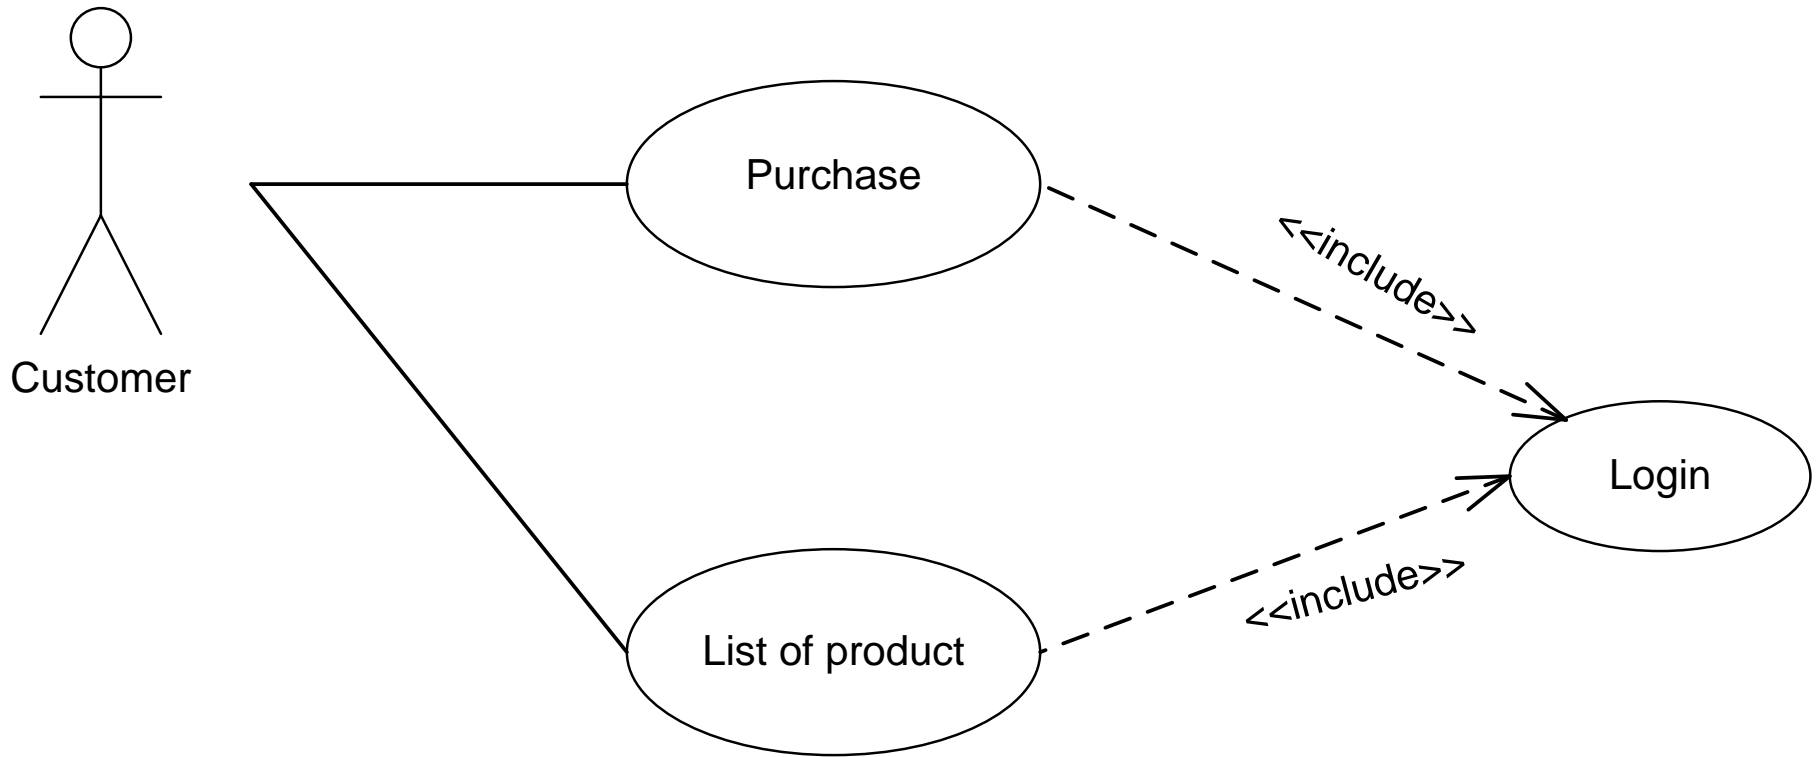 Purchase
<<include>>
Customer
Login
<<include>>
List of product